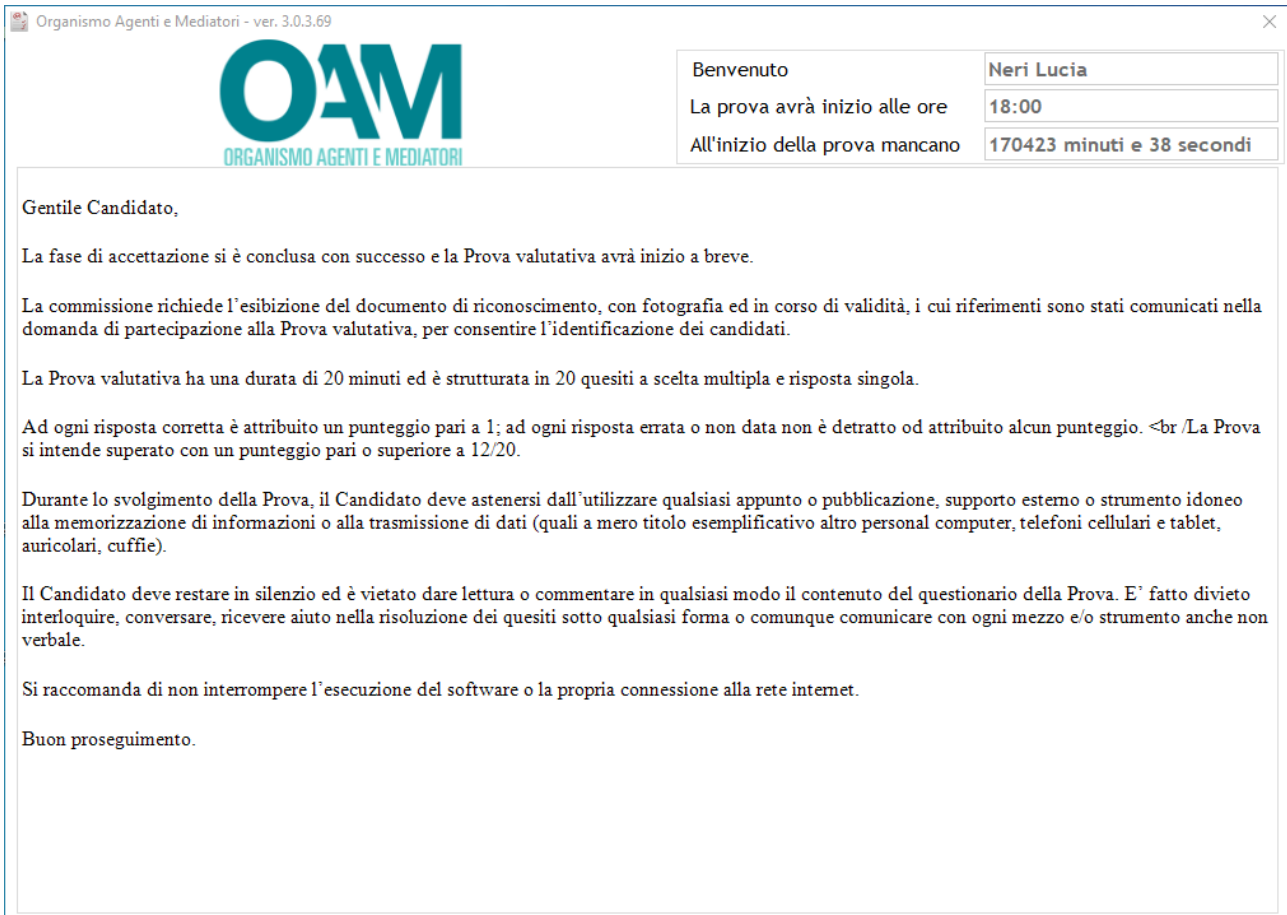 Organismo Agenti e Mediatori - ver. 3.0.3.69
OAM
ORGANISMO AGENTI E MEDIATORI
Benvenuto Neri Lucia
La prova avrà inizio alle ore 18:00
All'inizio della prova mancano 170423 minuti e 38 secondi
Gentile Candidato,
La fase di accettazione si è conclusa con successo e la Prova valutativa avrà inizio a breve.
La commissione richiede l’esibizione del documento di riconoscimento, con fotografia ed in corso di validità, i cui riferimenti sono stati comunicati nella
domanda di partecipazione alla Prova valutativa, per consentire l’identificazione dei candidati.
La Prova valutativa ha una durata di 20 minuti ed è strutturata in 20 quesiti a scelta multipla e risposta singola.
Ad ogni risposta corretta è attribuito un punteggio pari a 1; ad ogni risposta errata o non data non è detratto od attribuito alcun punteggio. <br /La Prova
si intende superato con un punteggio pari o superiore a 12/20.
Durante lo svolgimento della Prova, il Candidato deve astenersi dall’utilizzare qualsiasi appunto o pubblicazione, supporto esterno o strumento idoneo
alla memorizzazione di informazioni o alla trasmissione di dati (quali a mero titolo esemplificativo altro personal computer, telefoni cellulari e tablet,
auricolari, cuffie).
Il Candidato deve restare in silenzio ed è vietato dare lettura o commentare in qualsiasi modo il contenuto del questionario della Prova. E’ fatto divieto
interloquire, conversare, ricevere aiuto nella risoluzione dei quesiti sotto qualsiasi forma o comunque comunicare con ogni mezzo e/o strumento anche non
verbale.
Si raccomanda di non interrompere l’esecuzione del software o la propria connessione alla rete internet.
Buon proseguimento.